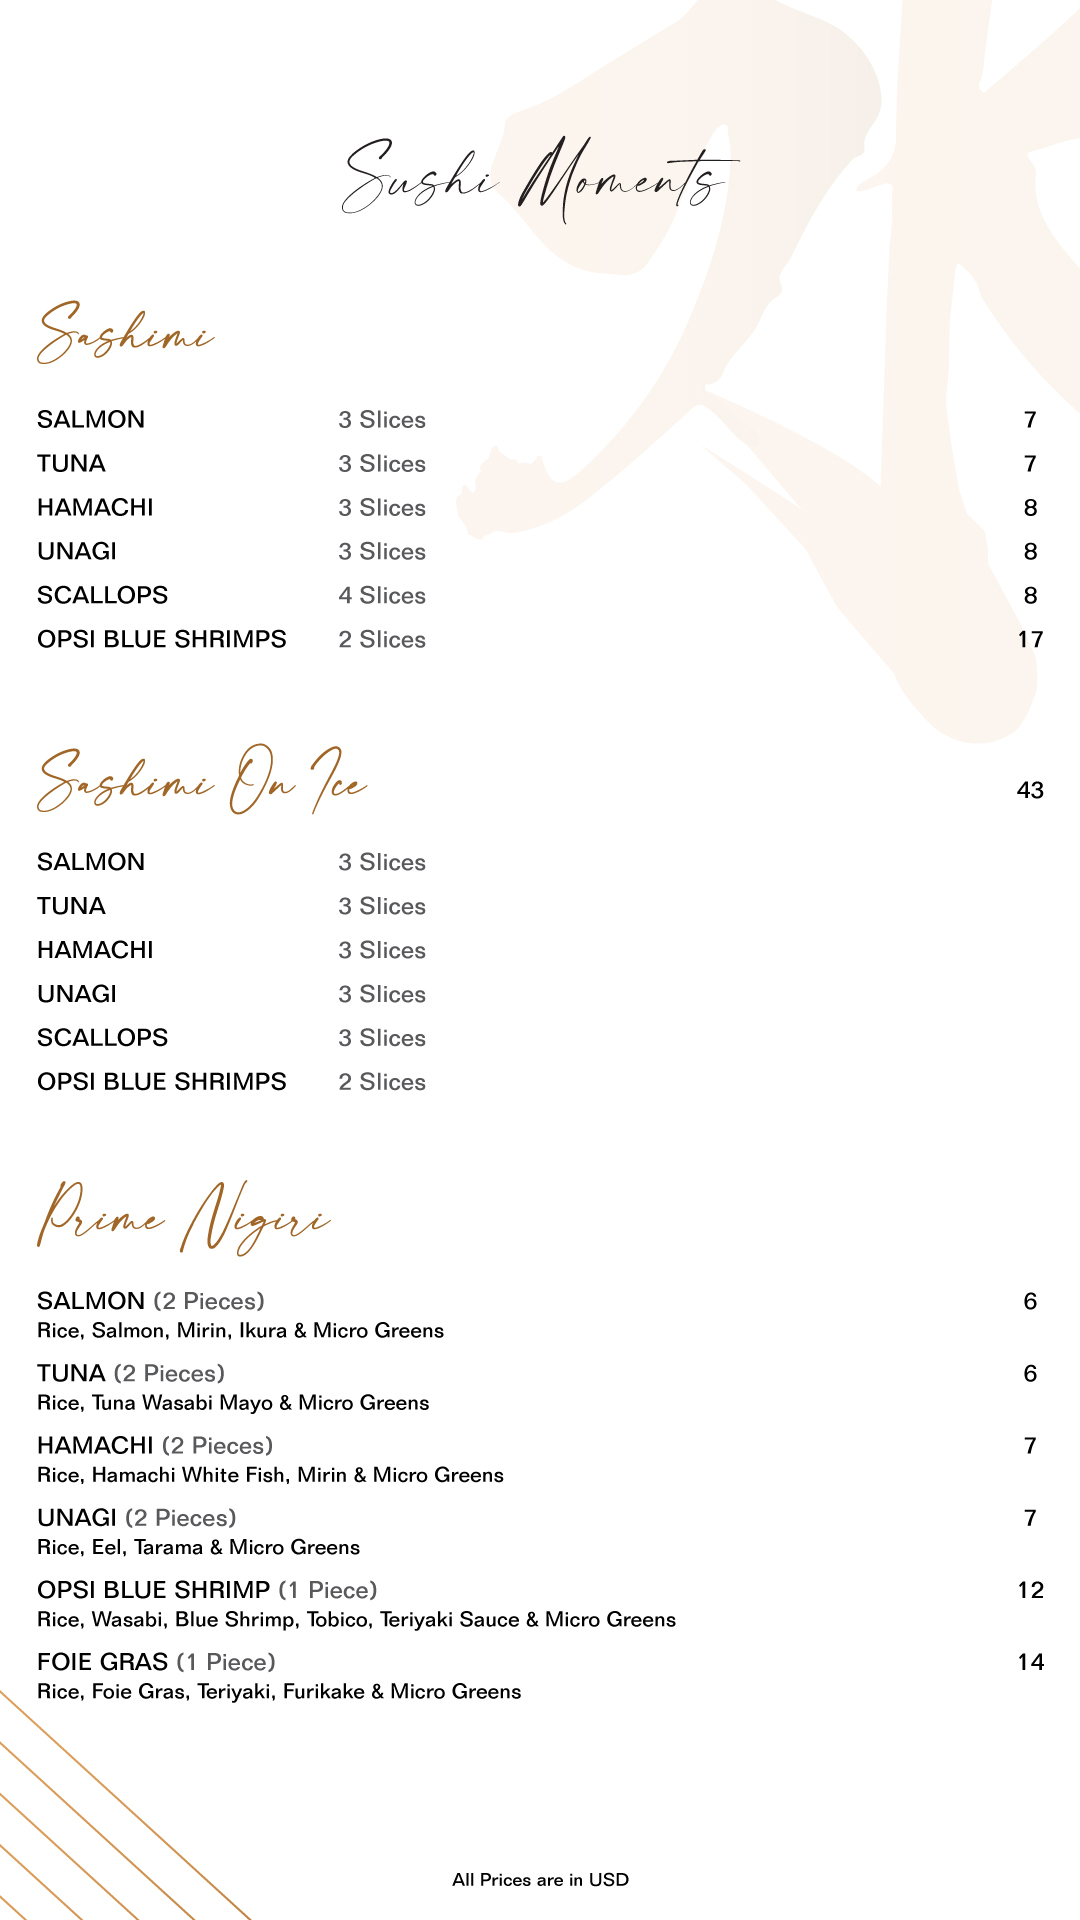 Sushi Moments
Sashimi
SALMON 3 Slices 7
TUNA 3 Slices 7
HAMACHI 3 Slices 8
UNAGI 3 Slices 8
SCALLOPS 4 Slices 8
OPSI BLUE SHRIMPS 2 Slices 17
Sashimi On Ice 43
SALMON 3 Slices
TUNA 3 Slices
HAMACHI 3 Slices
UNAGI 3 Slices
SCALLOPS 3 Slices
OPSI BLUE SHRIMPS 2 Slices
Prime Nigiri
SALMON (2 Pieces) 6
Rice, Salmon, Mirin, Ikura & Micro Greens
TUNA (2 Pieces) 6
Rice, Tuna Wasabi Mayo & Micro Greens
HAMACHI (2 Pieces) 7
Rice, Hamachi White Fish, Mirin & Micro Greens
UNAGI (2 Pieces) 7
Rice, Eel, Tarama & Micro Greens
OPSI BLUE SHRIMP (1 Piece) 12
Rice, Wasabi, Blue Shrimp, Tobico, Teriyaki Sauce & Micro Greens
FOIE GRAS (1 Piece) 14
Rice, Foie Gras, Teriyaki, Furikake & Micro Greens
All Prices are in USD